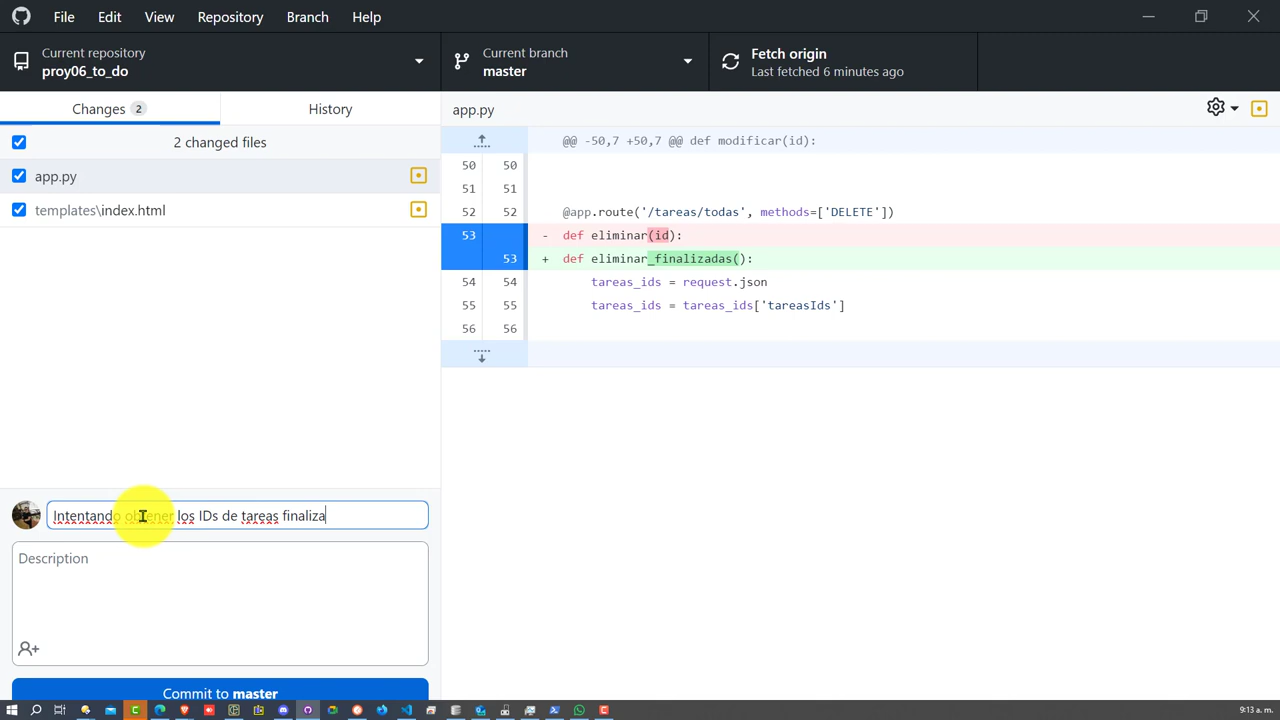 File Edit View Repository Branch Help
Current repository
proy06_to_do
Current branch
master
Fetch origin
Last fetched 6 minutes ago
Changes 2
History
app.py
2 changed files
app.py
templates\index.html
@@ -50,7 +50,7 @@ def modificar(id):
50 50
51 51
52 52 @app.route('/tareas/todas', methods=['DELETE'])
53 - def eliminar(id):
53 + def eliminar_finalizadas():
54 54 tareas_ids = request.json
55 55 tareas_ids = tareas_ids['tareasIds']
56 56
Intentando obtener los IDs de tareas finaliza
Description
Commit to master
9:13 a. m.